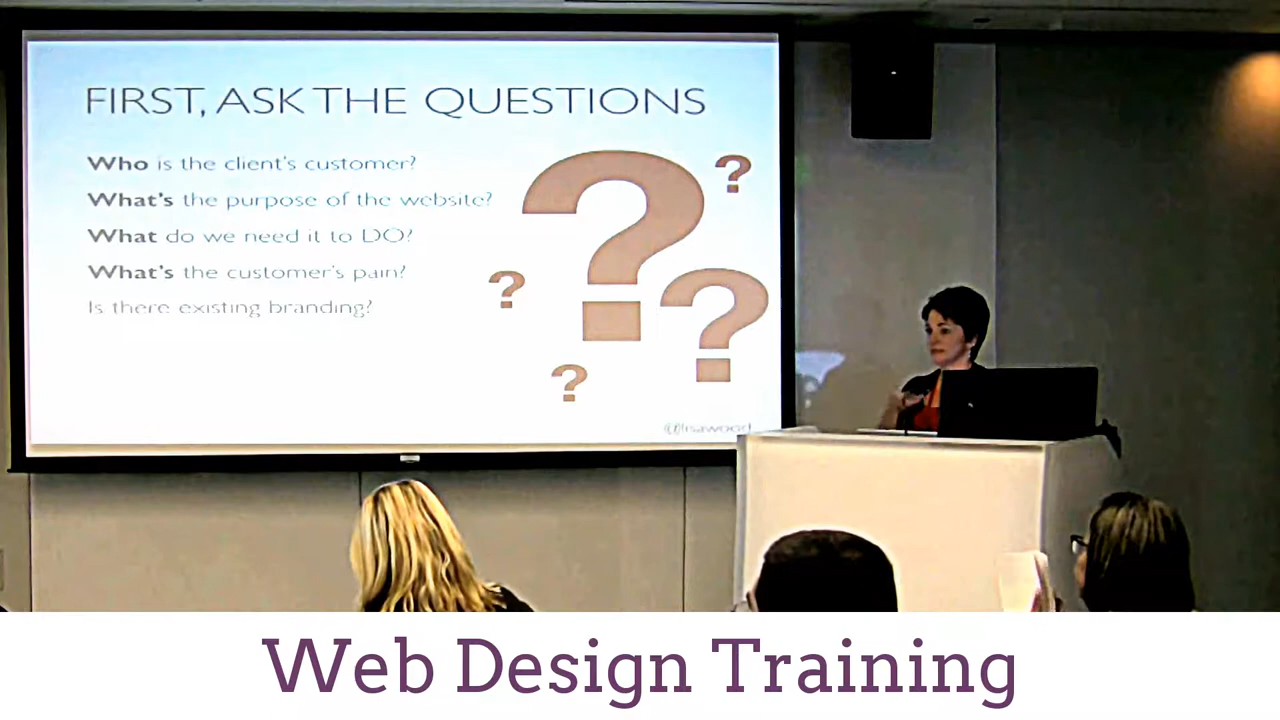 FIRST, ASK THE QUESTIONS
Who is the client's customer?
What's the purpose of the website?
What do we need it to DO?
What's the customer's pain?
Is there existing branding?
? ? ? ? ?
@lisawood
Web Design Training